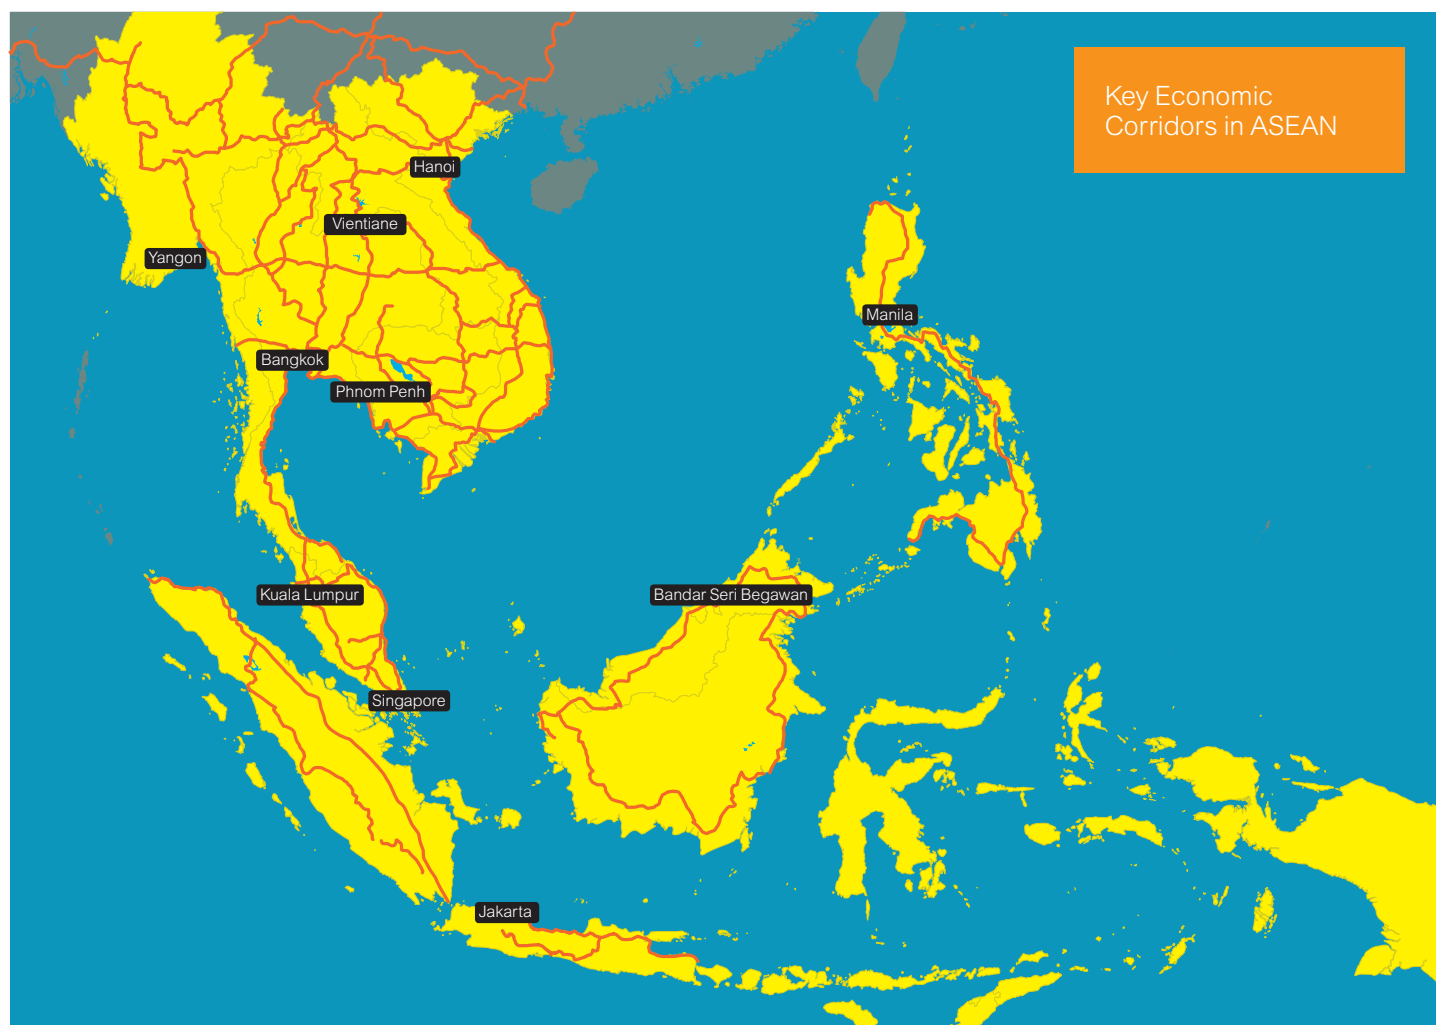 Key Economic
Corridors in ASEAN
Hanoi
Vientiane
Yangon
Manila
Bangkok
Phnom Penh
Kuala Lumpur
Bandar Seri Begawan
Singapore
Jakarta